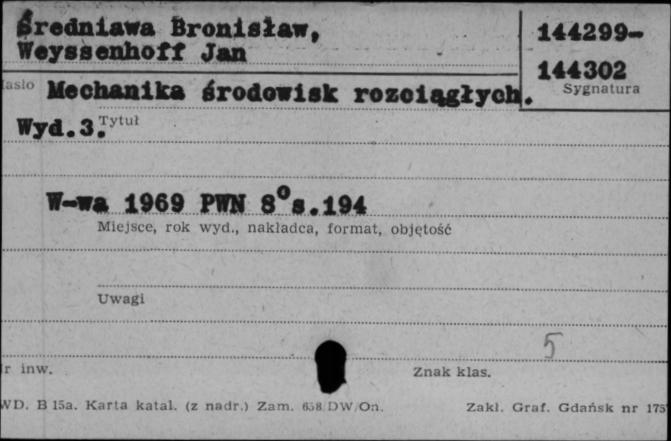 Średniawa Bronisław,
Weyssenhoff Jan
144299-
144302
Sygnatura
Mechanika środowisk rozciągłych.
Wyd.3.
Tytuł
W-wa 1969 PWN 8° s.194
Miejsce, rok wyd., nakładca, format, objętość
Uwagi
5
r inw.
Znak klas.
WD. B 15a. Karta katal. (z nadr.) Zam. 658/DW/On.
Zakl. Graf. Gdańsk nr 175